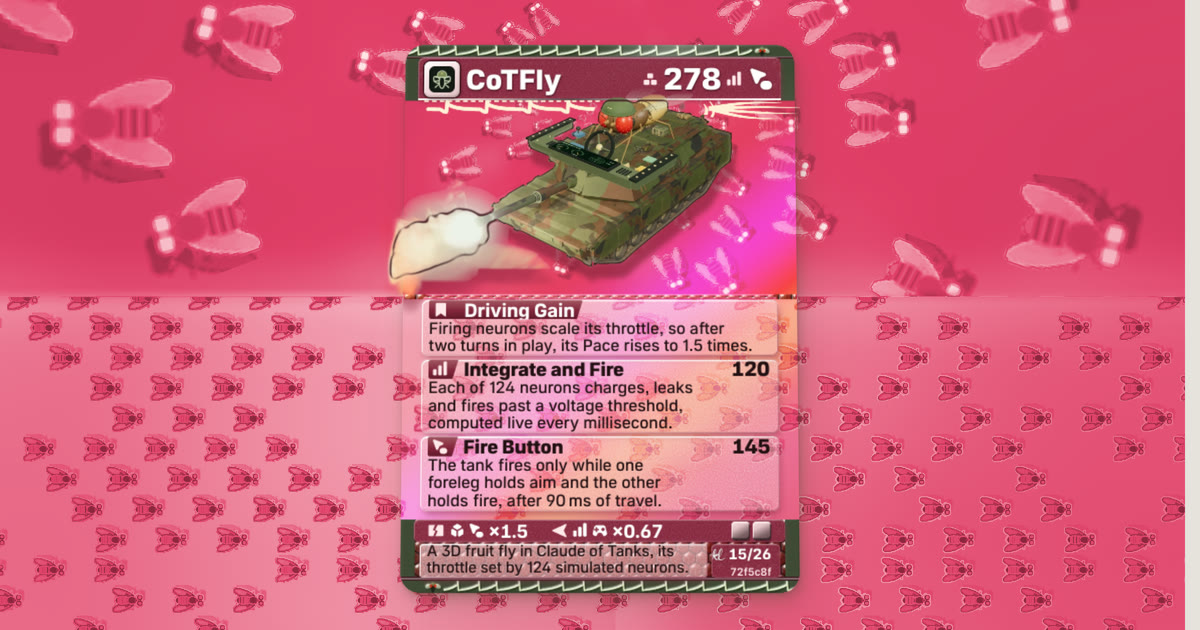 CoTFly 278
Driving Gain
Firing neurons scale its throttle, so after
two turns in play, its Pace rises to 1.5 times.
Integrate and Fire 120
Each of 124 neurons charges, leaks
and fires past a voltage threshold,
computed live every millisecond.
Fire Button 145
The tank fires only while one
foreleg holds aim and the other
holds fire, after 90 ms of travel.
×1.5 ×0.67
A 3D fruit fly in Claude of Tanks, its
throttle set by 124 simulated neurons.
15/26
72f5c8f